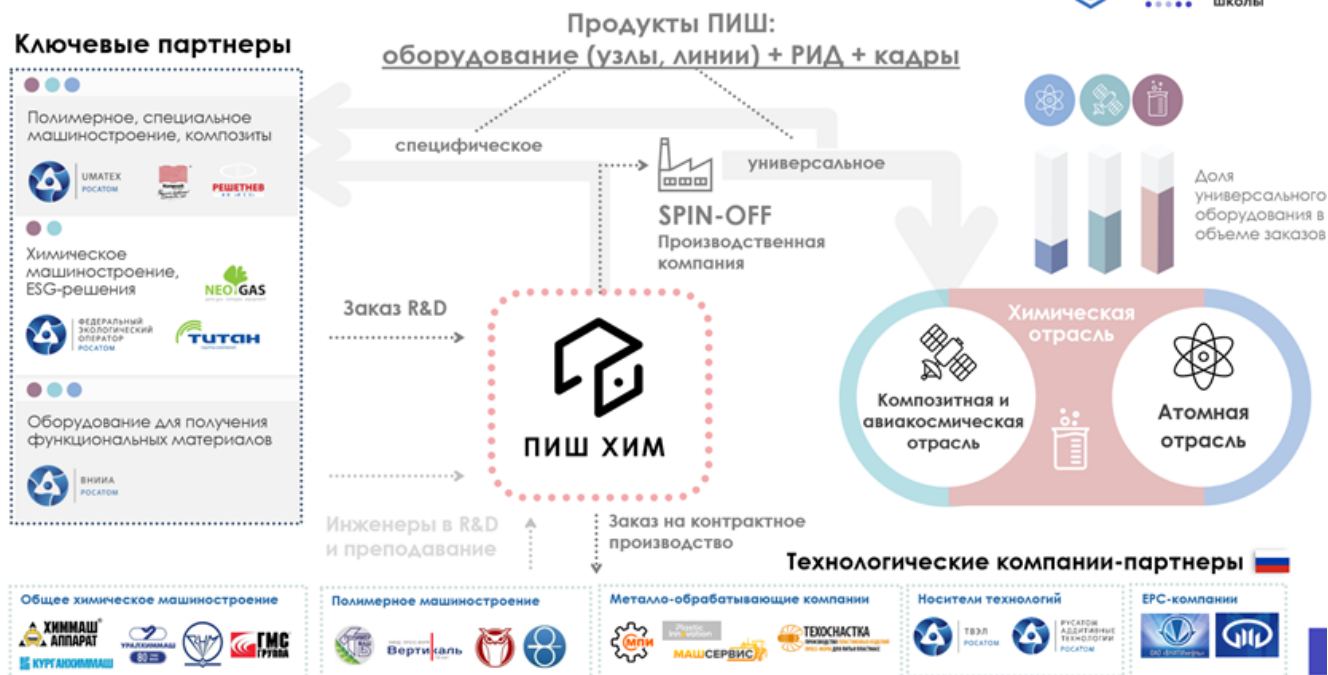 школы
Продукты ПИШ:
оборудование (узлы, линии) + РИД + кадры
Ключевые партнеры
Полимерное, специальное
машиностроение, композиты
UMATEX
РОСАТОМ
РЕШЕТНЕВ
Химическое
машиностроение,
ESG-решения
NEO GAS
ФЕДЕРАЛЬНЫЙ
ЭКОЛОГИЧЕСКИЙ
ОПЕРАТОР
РОСАТОМ
ТИТАН
Оборудование для получения
функциональных материалов
ВНИИА
РОСАТОМ
специфическое
универсальное
SPIN-OFF
Производственная
компания
Заказ R&D
ПИШ ХИМ
Инженеры в R&D
и преподавание
Заказ на контрактное
производство
Доля
универсального
оборудования в
объеме заказов
Химическая
отрасль
Композитная и
авиакосмическая
отрасль
Атомная
отрасль
Технологические компании-партнеры
Общее химическое машиностроение
ХИММАШ
АППАРАТ
КУРГАНХИММАШ
УРАЛХИММАШ
80
ГМС
ГРУППА
Полимерное машиностроение
Вертикаль
Металло-обрабатывающие компании
МПИ
Plastic
Innovation
МАШСЕРВИС
ТЕХОСНАСТКА
Носители технологий
ТВЭЛ
РОСАТОМ
РУСАТОМ
АДДИТИВНЫЕ
ТЕХНОЛОГИИ
РОСАТОМ
EPC-компании